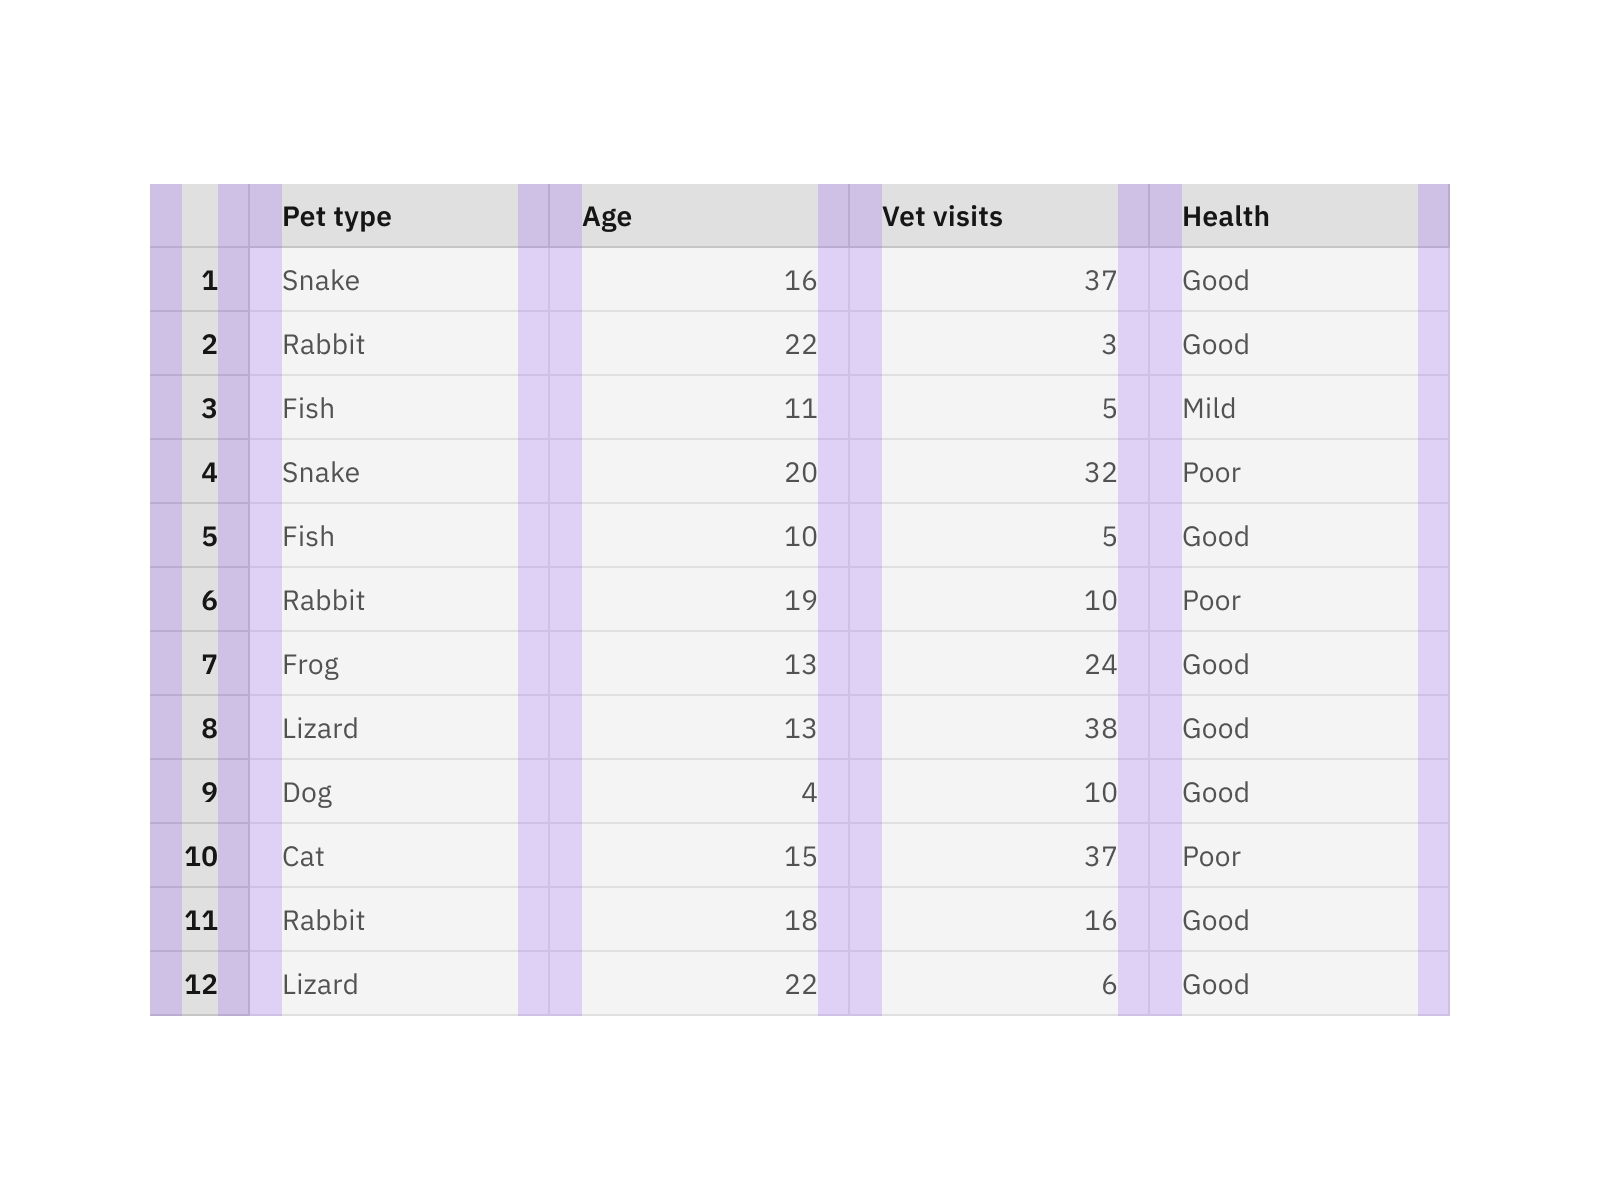 Pet type Age Vet visits Health
1 Snake 16 37 Good
2 Rabbit 22 3 Good
3 Fish 11 5 Mild
4 Snake 20 32 Poor
5 Fish 10 5 Good
6 Rabbit 19 10 Poor
7 Frog 13 24 Good
8 Lizard 13 38 Good
9 Dog 4 10 Good
10 Cat 15 37 Poor
11 Rabbit 18 16 Good
12 Lizard 22 6 Good